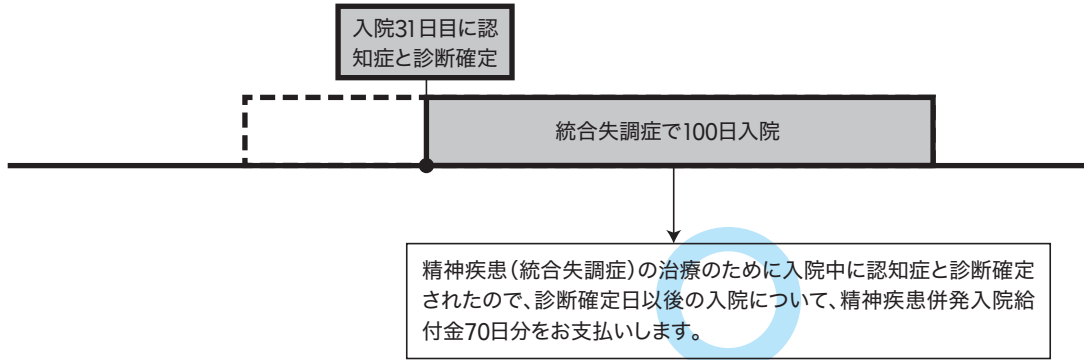 入院31日目に認
知症と診断確定
統合失調症で100日入院
精神疾患（統合失調症）の治療のために入院中に認知症と診断確定
されたので、診断確定日以後の入院について、精神疾患併発入院給
付金70日分をお支払いします。